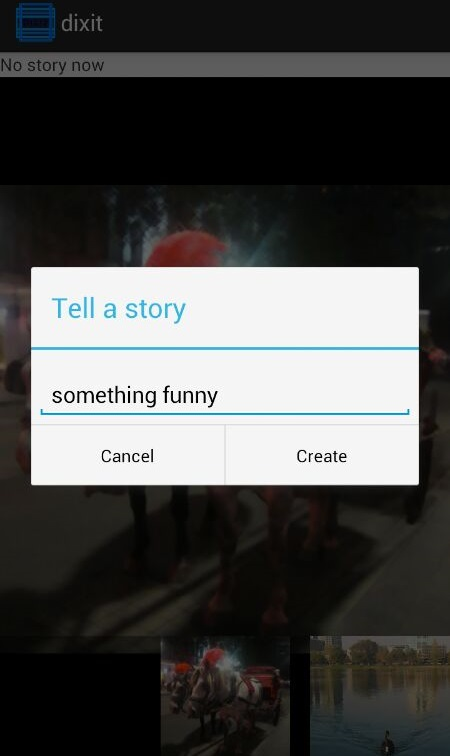 dixit
No story now
Tell a story
something funny
Cancel
Create